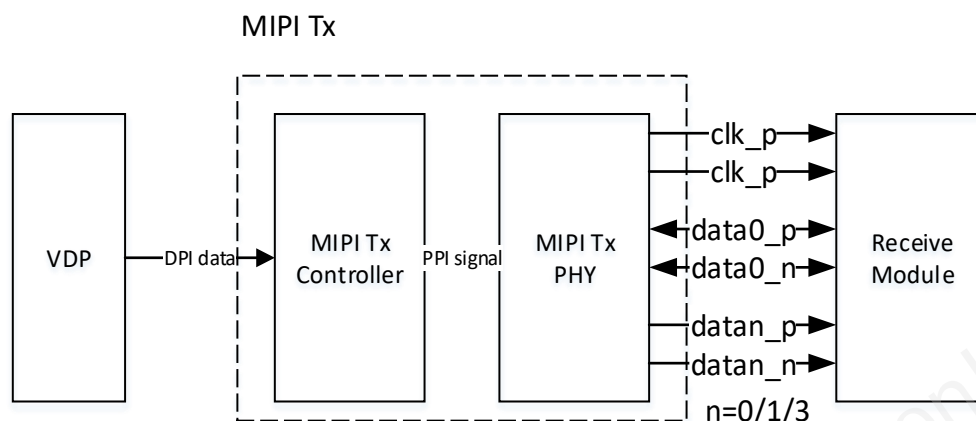 MIPI Tx
VDP
DPI data
MIPI Tx
Controller
PPI signal
MIPI Tx
PHY
clk_p
clk_p
data0_p
data0_n
datan_p
datan_n
n=0/1/3
Receive
Module